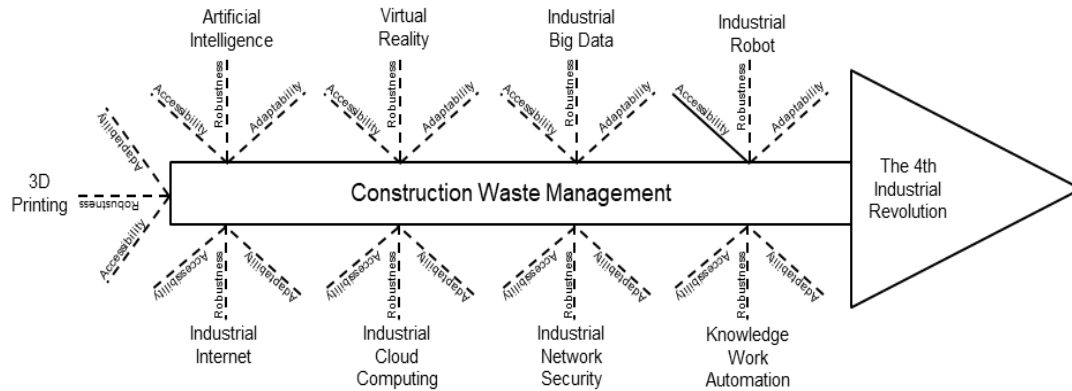 Artificial
Intelligence
Virtual
Reality
Industrial
Big Data
Industrial
Robot
Accessibility
Robustness
Adaptability
Accessibility
Robustness
Adaptability
Accessibility
Robustness
Adaptability
Accessibility
Robustness
Adaptability
3D
Printing
Adaptability
Robustness
Accessibility
Construction Waste Management
The 4th
Industrial
Revolution
Accessibility
Robustness
Adaptability
Accessibility
Robustness
Adaptability
Accessibility
Robustness
Adaptability
Accessibility
Robustness
Adaptability
Industrial
Internet
Industrial
Cloud
Computing
Industrial
Network
Security
Knowledge
Work
Automation